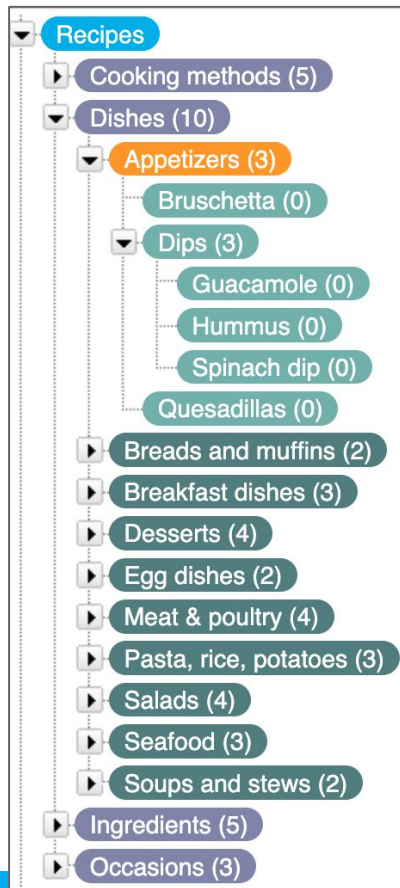 Recipes
Cooking methods (5)
Dishes (10)
Appetizers (3)
Bruschetta (0)
Dips (3)
Guacamole (0)
Hummus (0)
Spinach dip (0)
Quesadillas (0)
Breads and muffins (2)
Breakfast dishes (3)
Desserts (4)
Egg dishes (2)
Meat & poultry (4)
Pasta, rice, potatoes (3)
Salads (4)
Seafood (3)
Soups and stews (2)
Ingredients (5)
Occasions (3)